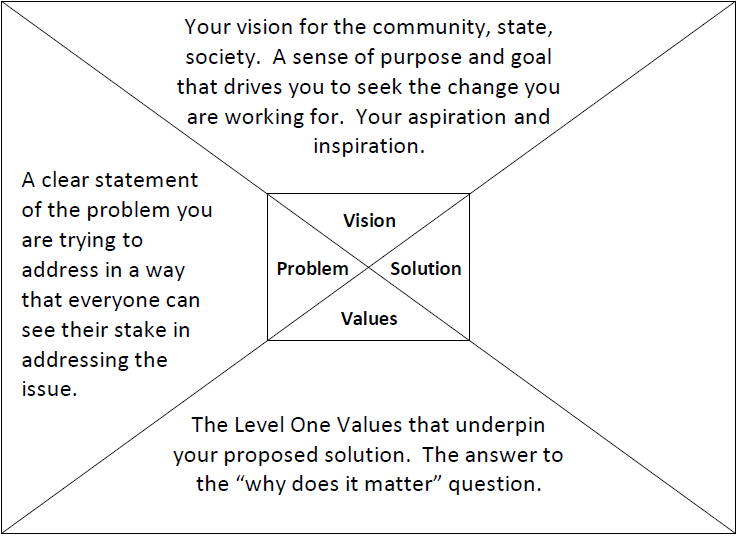 Your vision for the community, state,
society.  A sense of purpose and goal
that drives you to seek the change you
are working for.  Your aspiration and
inspiration.
A clear statement
of the problem you
are trying to
address in a way
that everyone can
see their stake in
addressing the
issue.
Vision
Problem
Solution
Values
The Level One Values that underpin
your proposed solution.  The answer to
the “why does it matter” question.